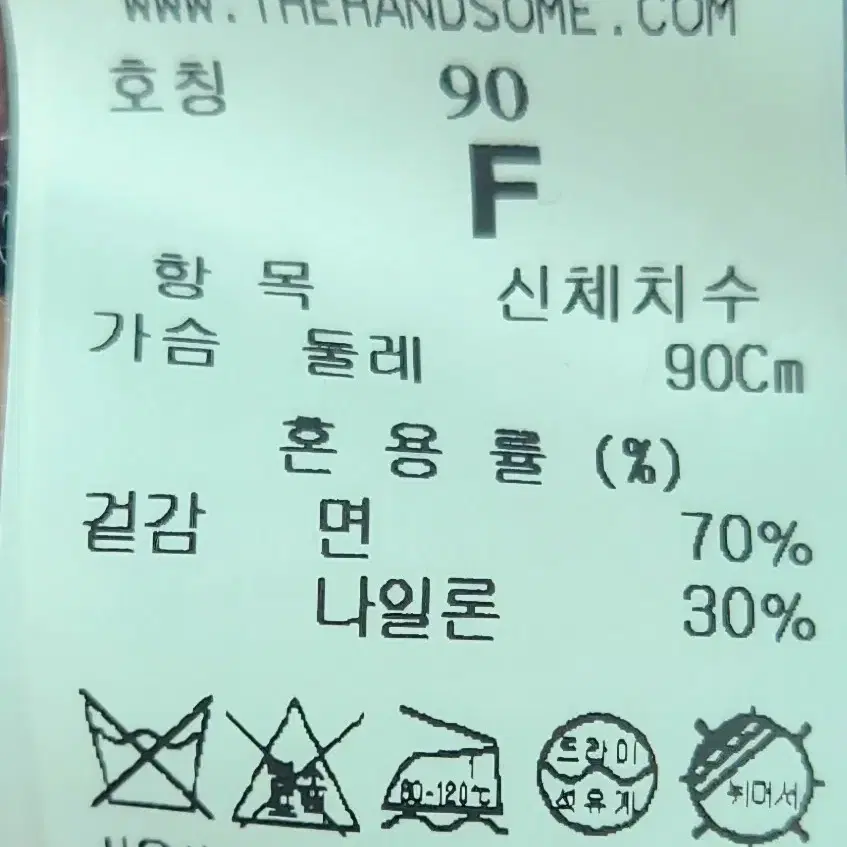 WWW.THEHANDSOME.COM
호칭 90
F
항 목 신체치수
가슴 둘레 90Cm
혼 용 률 (%)
겉감 면 70%
나일론 30%
80-120℃
드라이
석유계
뉘어서